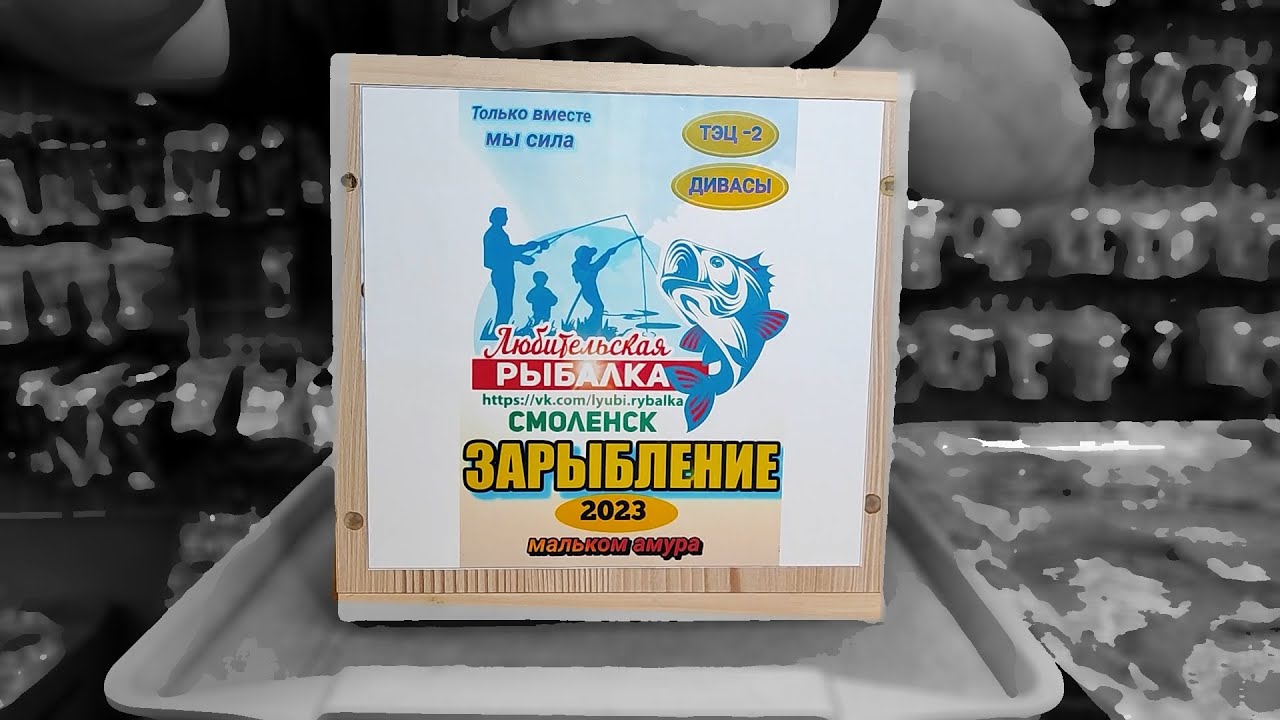 Только вместе
мы сила
ТЭЦ -2
ДИВАСЫ
Любительская
РЫБАЛКА
https://vk.com/lyubi.rybalka
СМОЛЕНСК
ЗАРЫБЛЕНИЕ
2023
мальком амура